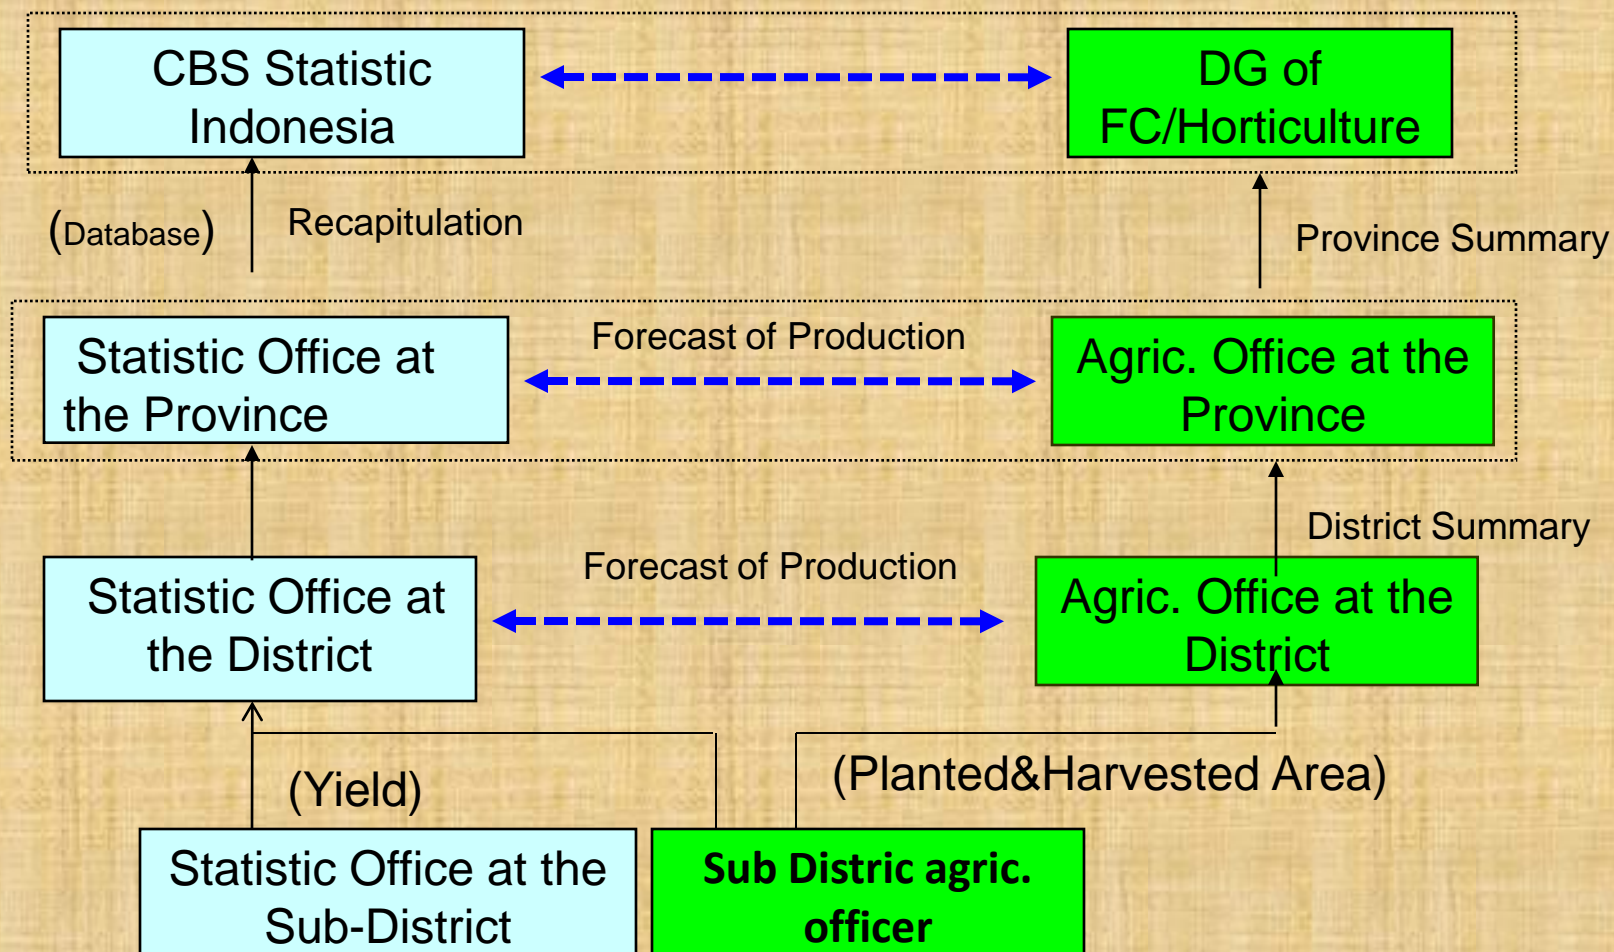 CBS Statistic
Indonesia
DG of
FC/Horticulture
(Database)
Recapitulation
Province Summary
Statistic Office at
the Province
Forecast of Production
Agric. Office at the
Province
District Summary
Statistic Office at
the District
Forecast of Production
Agric. Office at the
District
(Yield)
(Planted&Harvested Area)
Statistic Office at the
Sub-District
Sub Distric agric.
officer